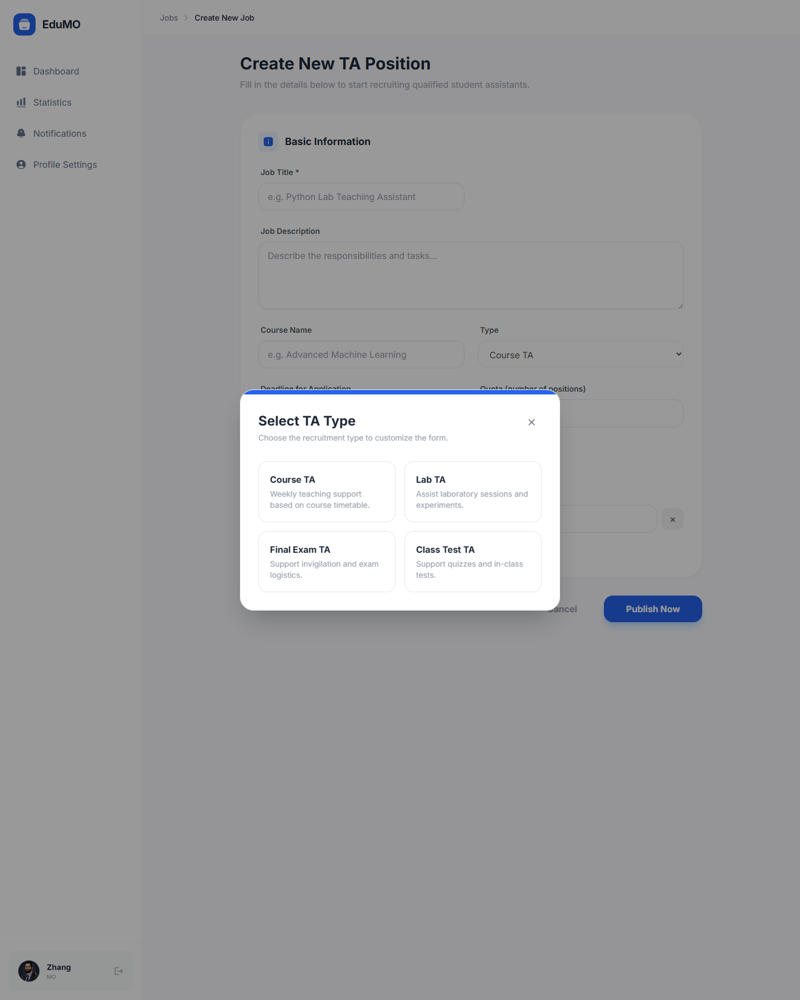 EduMO
Dashboard
Statistics
Notifications
Profile Settings
Jobs > Create New Job
Create New TA Position
Fill in the details below to start recruiting qualified student assistants.
Basic Information
Job Title *
e.g. Python Lab Teaching Assistant
Job Description
Describe the responsibilities and tasks...
Course Name
Type
e.g. Advanced Machine Learning
Course TA
Deadline for Application
Quota (number of positions)
Select TA Type
Choose the recruitment type to customize the form.
Course TA
Weekly teaching support
based on course timetable.
Lab TA
Assist laboratory sessions and
experiments.
Final Exam TA
Support invigilation and exam
logistics.
Class Test TA
Support quizzes and in-class
tests.
Cancel
Publish Now
Zhang
MO